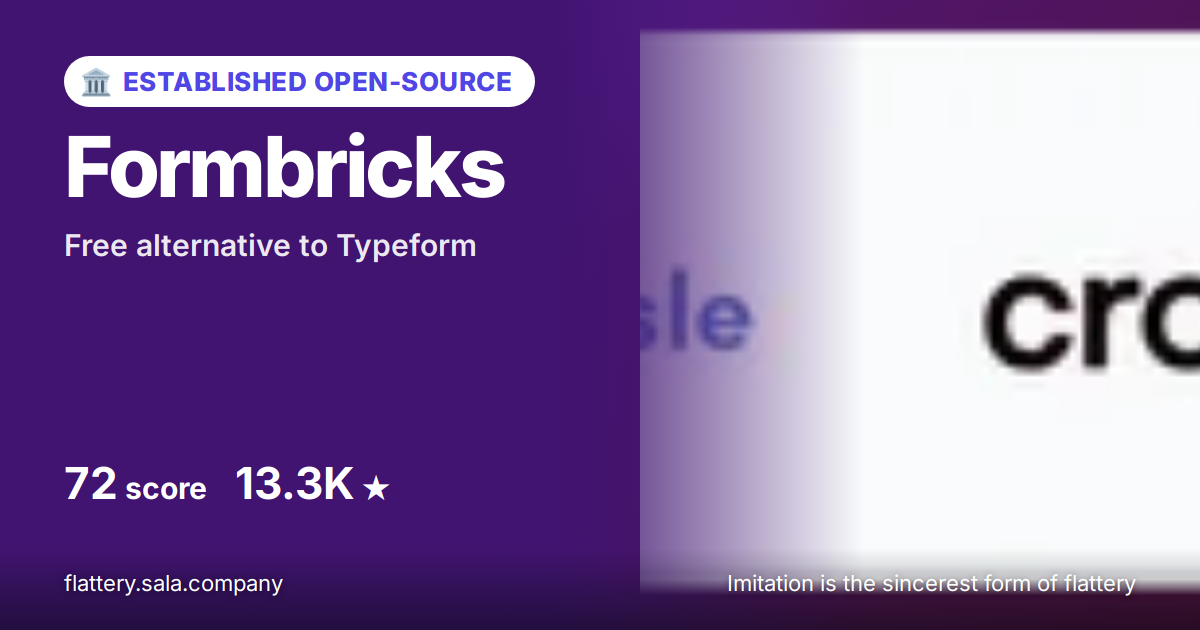 🏛️ ESTABLISHED OPEN-SOURCE
Formbricks
Free alternative to Typeform
sle
cro
72 score 13.3K ★
flattery.sala.company
Imitation is the sincerest form of flattery